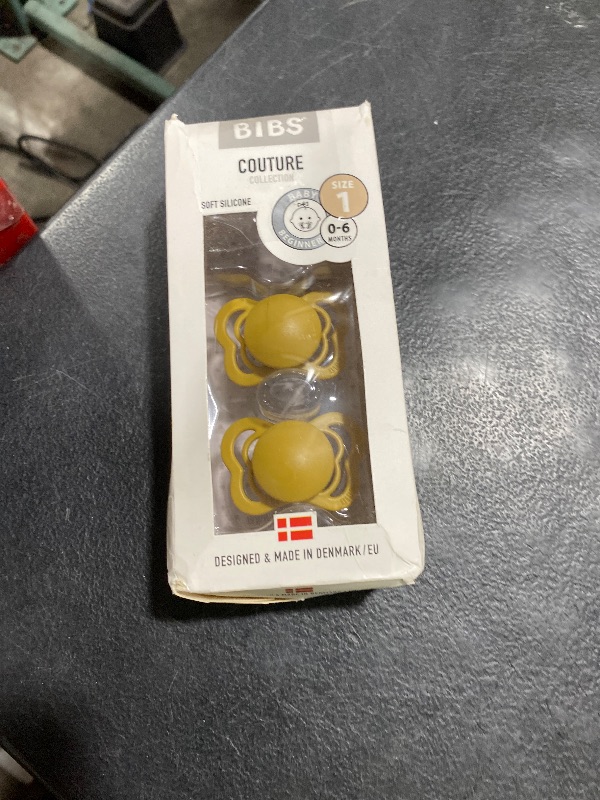 BIBS
COUTURE
COLLECTION
SOFT SILICONE
BABY
BEGINNER
SIZE
1
0-6
MONTHS
DESIGNED & MADE IN DENMARK/EU